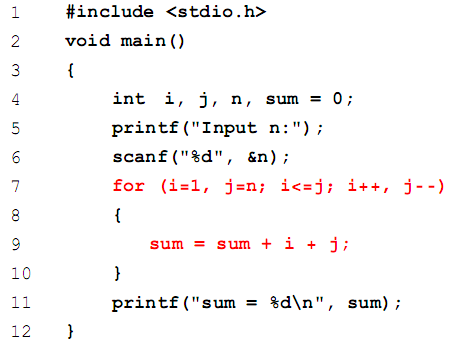 1 #include <stdio.h>
2 void main()
3 {
4 int i, j, n, sum = 0;
5 printf("Input n:");
6 scanf("%d", &n);
7 for (i=1, j=n; i<=j; i++, j--)
8 {
9 sum = sum + i + j;
10 }
11 printf("sum = %d\n", sum);
12 }